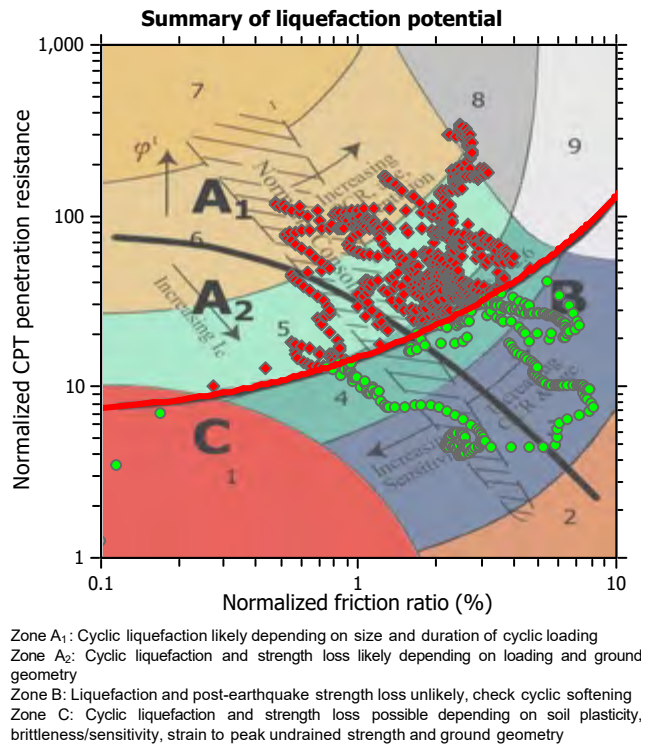 Summary of liquefaction potential
Normalized CPT penetration resistance
1,000
100
10
1
7
8
9
φ'
A1
6
A2
Increasing Ic
5
4
B
C
1
2
Increasing
Sensitivity
Increasing
0.1
1
10
Normalized friction ratio (%)
Zone A1: Cyclic liquefaction likely depending on size and duration of cyclic loading
Zone A2: Cyclic liquefaction and strength loss likely depending on loading and ground
geometry
Zone B: Liquefaction and post-earthquake strength loss unlikely, check cyclic softening
Zone C: Cyclic liquefaction and strength loss possible depending on soil plasticity,
brittleness/sensitivity, strain to peak undrained strength and ground geometry